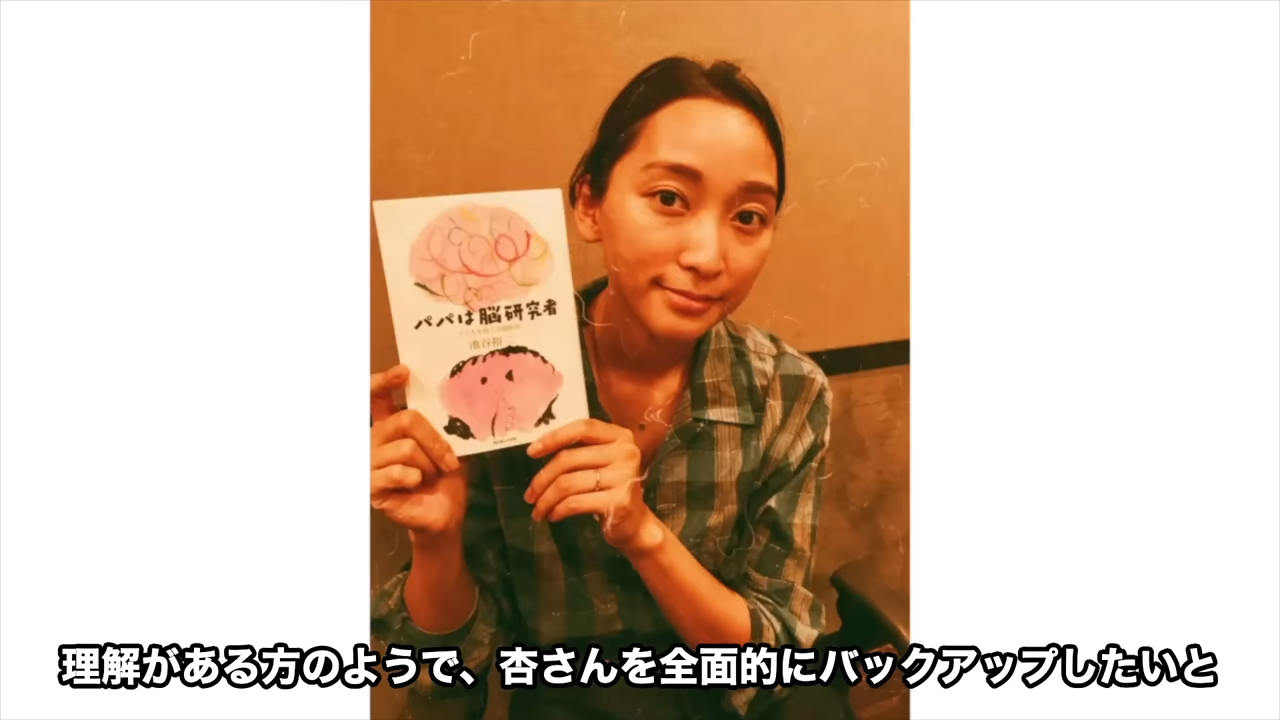 パパは脳研究者
池谷裕
理解がある方のようで、杏さんを全面的にバックアップしたいと